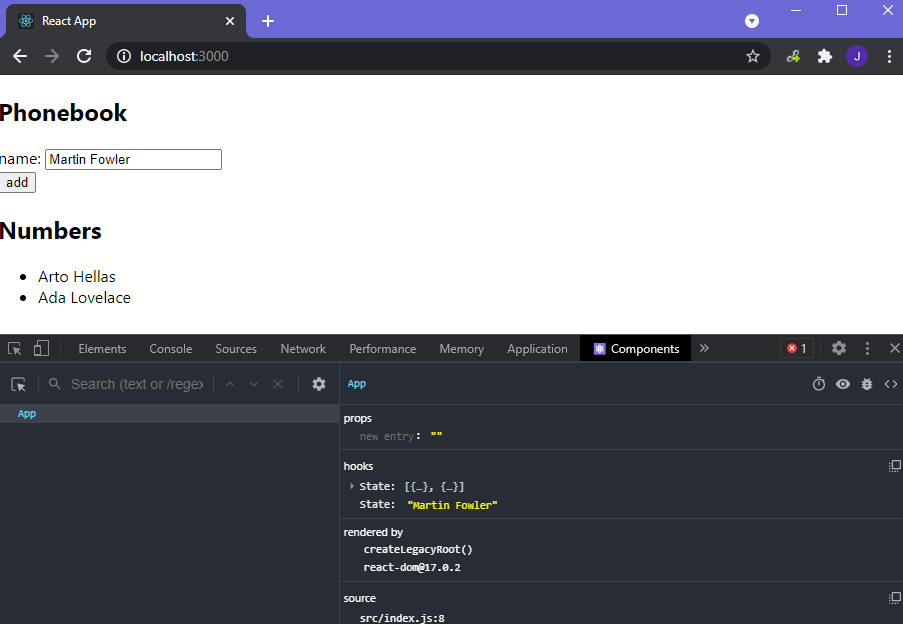 React App
localhost:3000
J
Phonebook
name: Martin Fowler
add
Numbers
Arto Hellas
Ada Lovelace
Elements Console Sources Network Performance Memory Application Components » 1
Search (text or /regex
App
App
props
new entry: ""
hooks
State: [{…}, {…}]
State: "Martin Fowler"
rendered by
createLegacyRoot()
react-dom@17.0.2
source
src/index.js:8